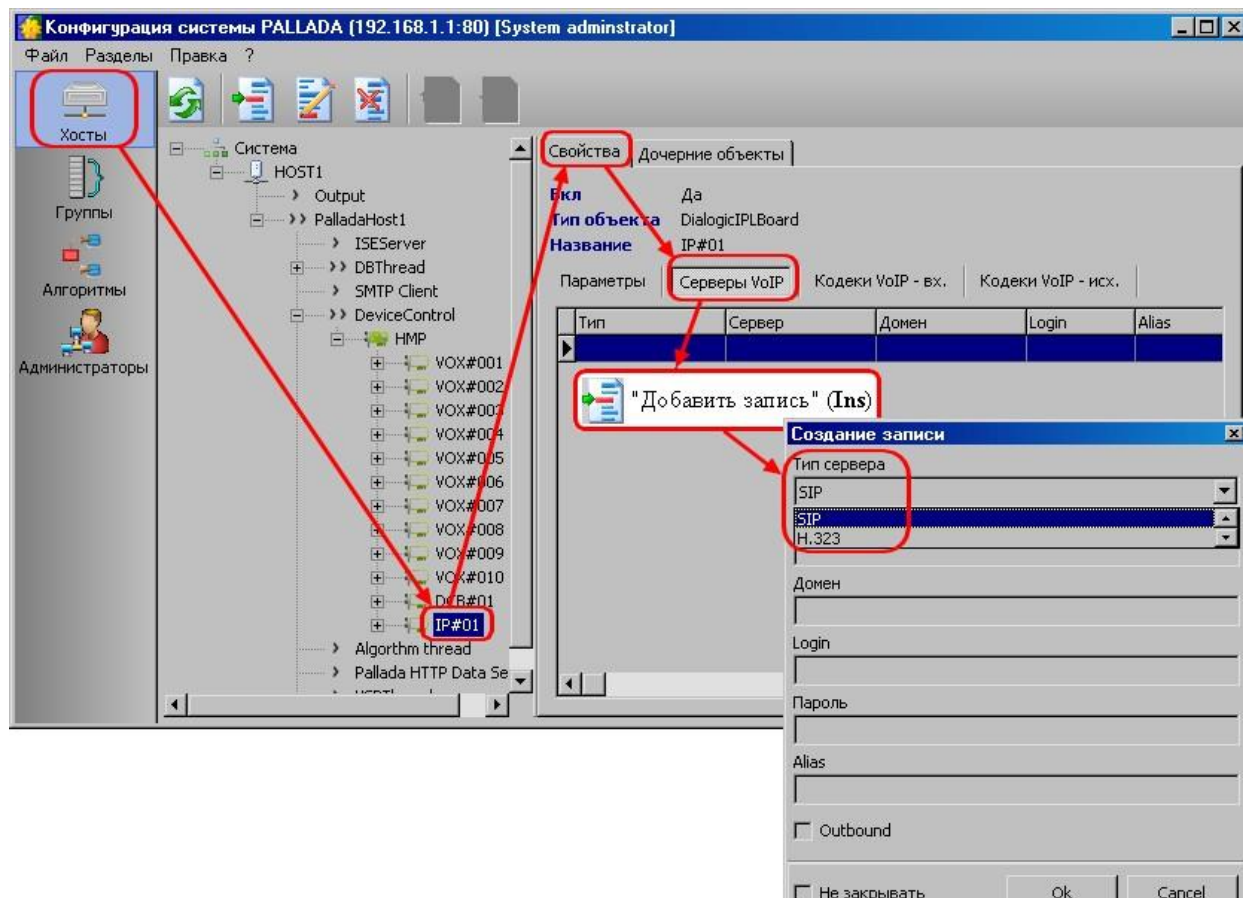 Конфигурация системы PALLADA (192.168.1.1:80) [System adminstrator]
Файл Разделы Правка ?
Хосты
Группы
Алгоритмы
Администраторы
Система
HOST1
Output
PalladaHost1
ISEServer
DBThread
SMTP Client
DeviceControl
HMP
VOX#001
VOX#002
VOX#003
VOX#004
VOX#005
VOX#006
VOX#007
VOX#008
VOX#009
VOX#010
DCB#01
IP#01
Algorthm thread
Pallada HTTP Data Se
Свойства Дочерние объекты
Вкл Да
Тип объекта DialogicIPLBoard
Название IP#01
Параметры Серверы VoIP Кодеки VoIP - вх. Кодеки VoIP - исх.
Тип Сервер Домен Login Alias
"Добавить запись" (Ins)
Создание записи
Тип сервера
SIP
SIP
H.323
Домен
Login
Пароль
Alias
Outbound
Не закрывать Ok Cancel